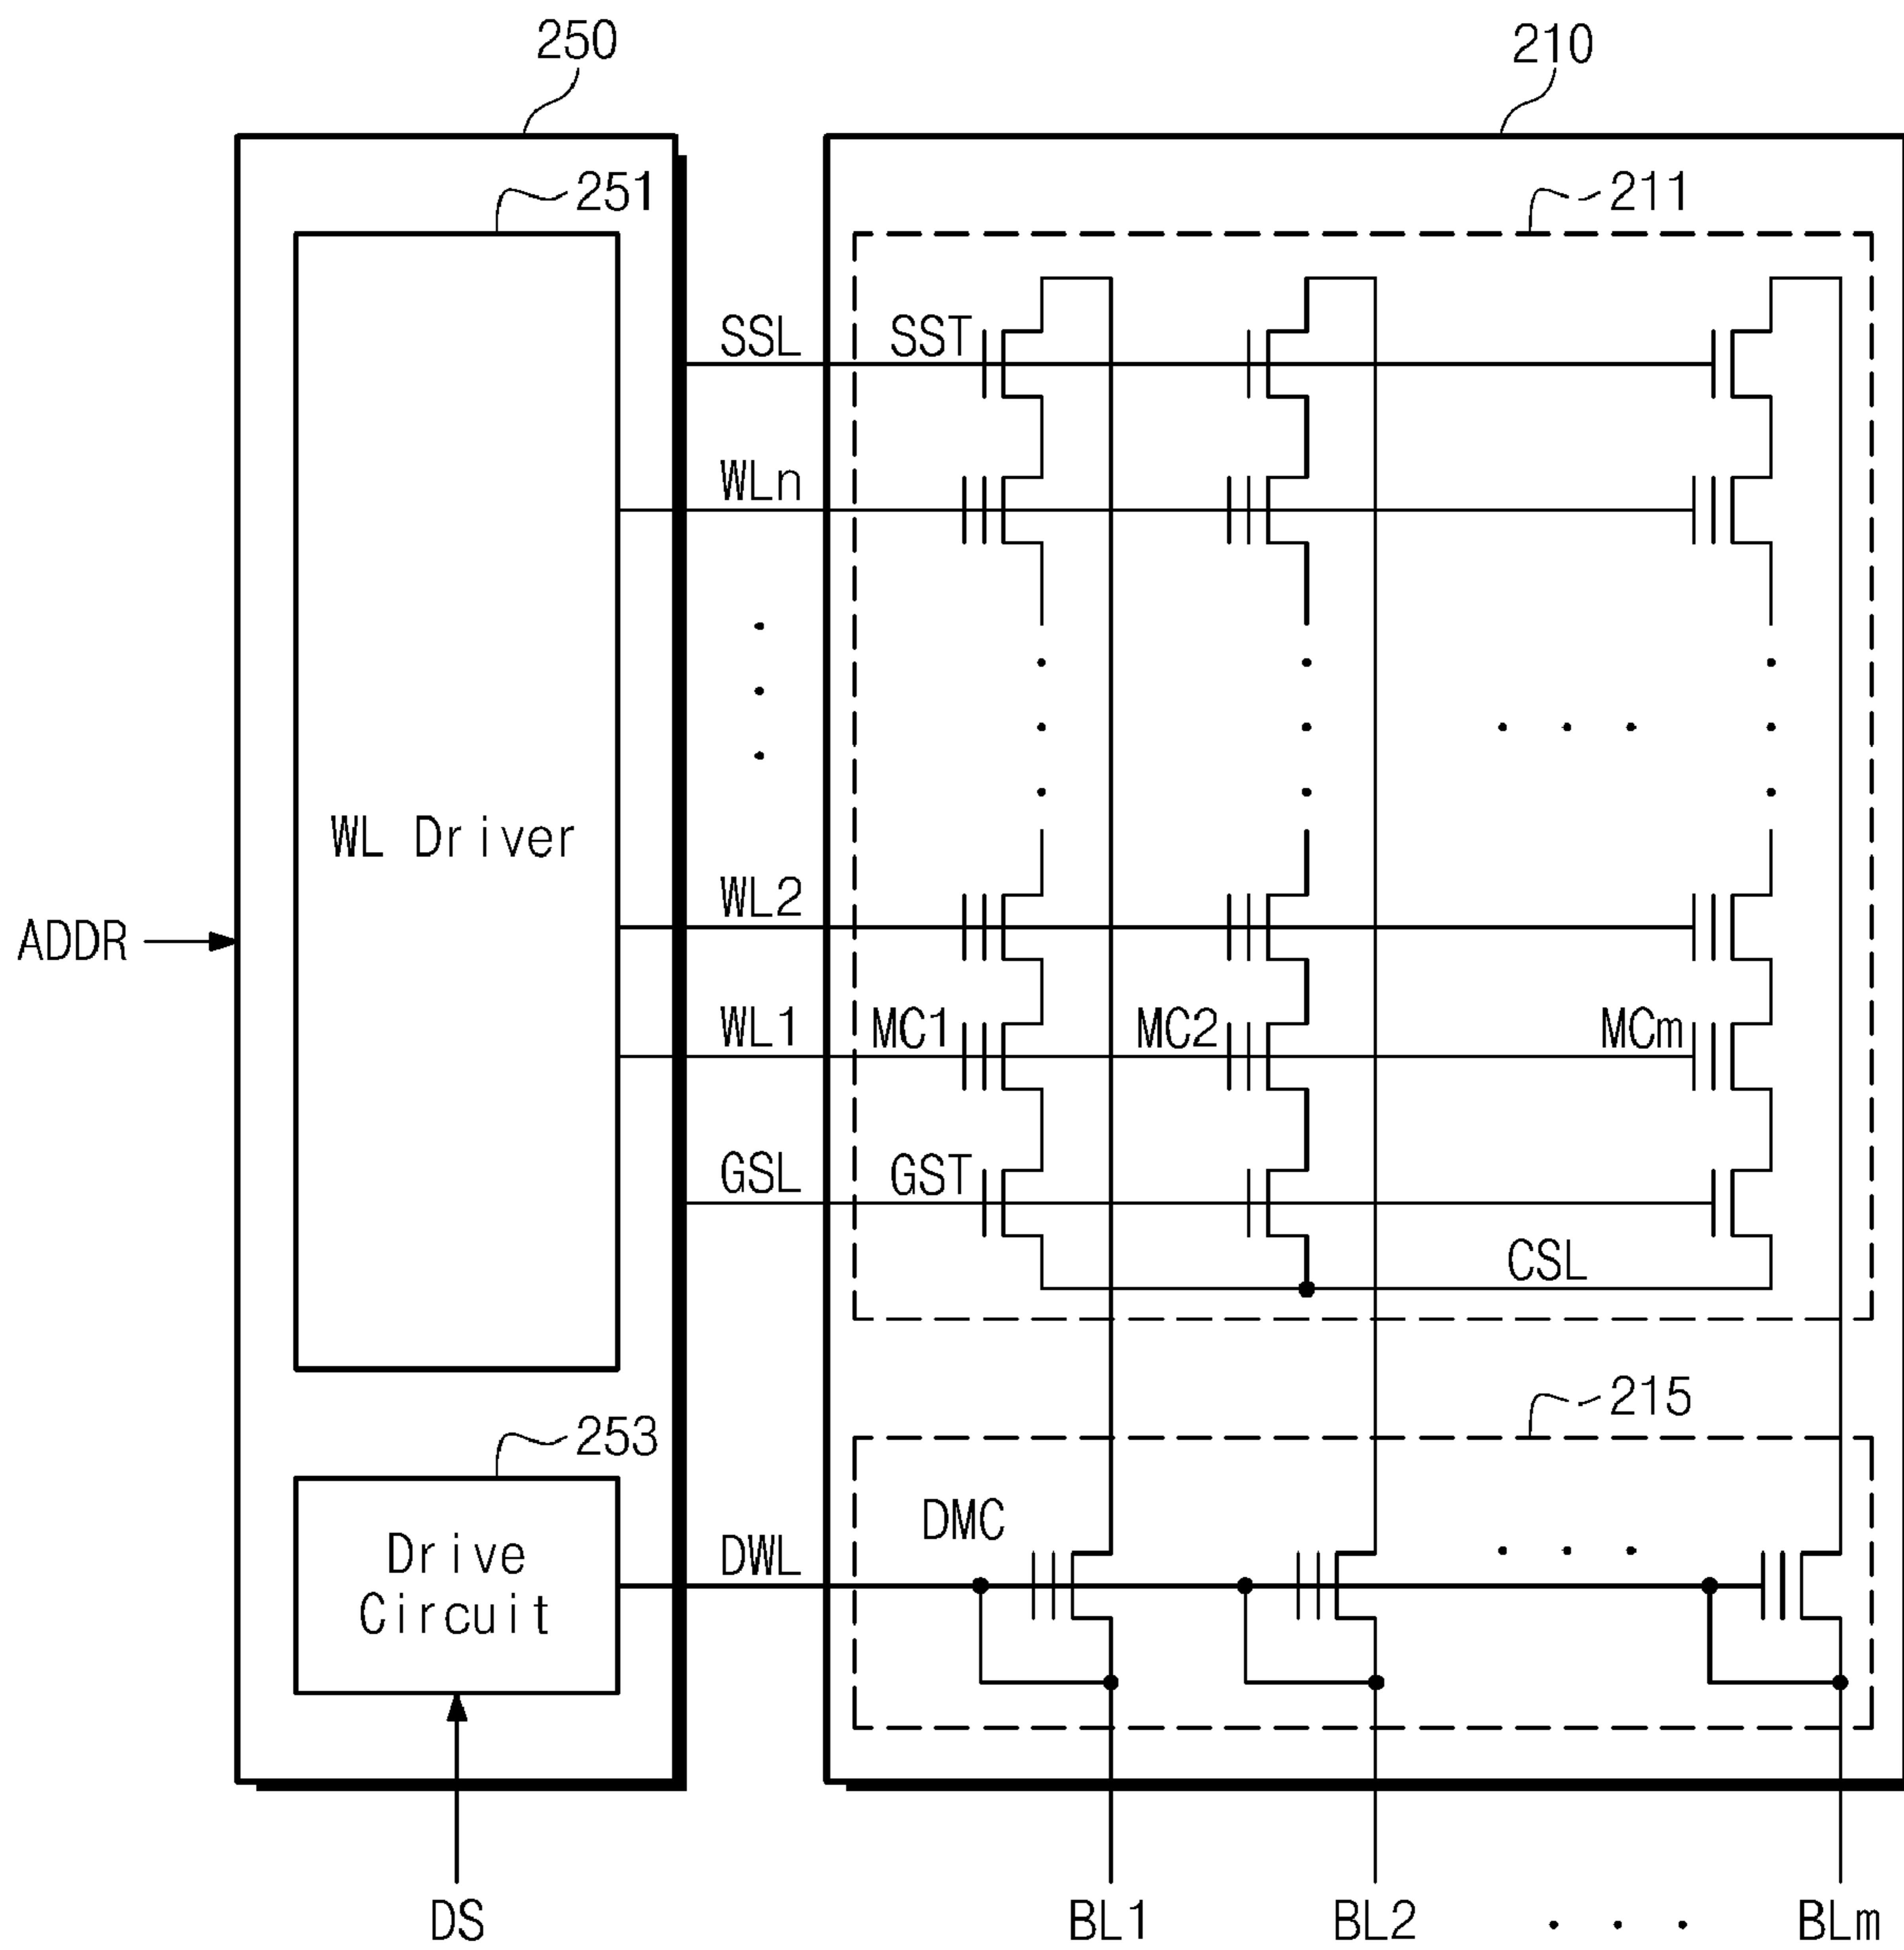 250
210
251
211
SSL
SST
WLn
WL Driver
WL2
ADDR
WL1
MC1
MC2
MCm
GSL
GST
CSL
215
253
DMC
Drive
Circuit
DWL
DS
BL1
BL2
BLm